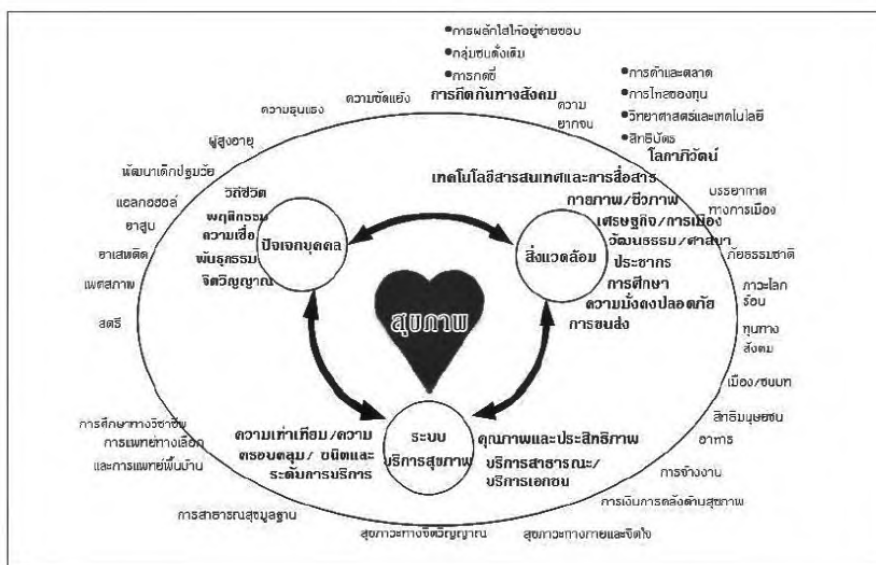 •การผลักไสให้อยู่ชายขอบ
•กลุ่มชนดั้งเดิม
•การกดขี่
การกีดกันทางสังคม
•การค้าและตลาด
•การไหลของทุน
•วิทยาศาสตร์และเทคโนโลยี
•สิทธิบัตร
โลกาภิวัตน์
ความขัดแย้ง
ความรุนแรง
ความ
ยากจน
ผู้สูงอายุ
พัฒนาเด็กปฐมวัย
แอลกอฮอล์
ยาสูบ
ยาเสพติด
เพศสภาพ
สตรี
วิถีชีวิต
พฤติกรรม
ความเชื่อ
พันธุกรรม
จิตวิญญาณ
ปัจเจกบุคคล
เทคโนโลยีสารสนเทศและการสื่อสาร
กายภาพ/ชีวภาพ
เศรษฐกิจ/การเมือง
วัฒนธรรม/ศาสนา
ประชากร
การศึกษา
ความมั่งคงปลอดภัย
การขนส่ง
สิ่งแวดล้อม
บรรยากาศ
ทางการเมือง
ภัยธรรมชาติ
ภาวะโลก
ร้อน
ทุนทาง
สังคม
เมือง/ชนบท
สิทธิมนุษยชน
อาหาร
การจ้างงาน
การเงินการคลังด้านสุขภาพ
สุขภาพ
ระบบ
บริการสุขภาพ
ความเท่าเทียม/ความ
ครอบคลุม/ ชนิดและ
ระดับการบริการ
คุณภาพและประสิทธิภาพ
บริการสาธารณะ/
บริการเอกชน
การศึกษาทางวิชาชีพ
การแพทย์ทางเลือก
และการแพทย์พื้นบ้าน
การสาธารณสุขมูลฐาน
สุขภาวะทางจิตวิญญาณ
สุขภาวะทางกายและจิตใจ